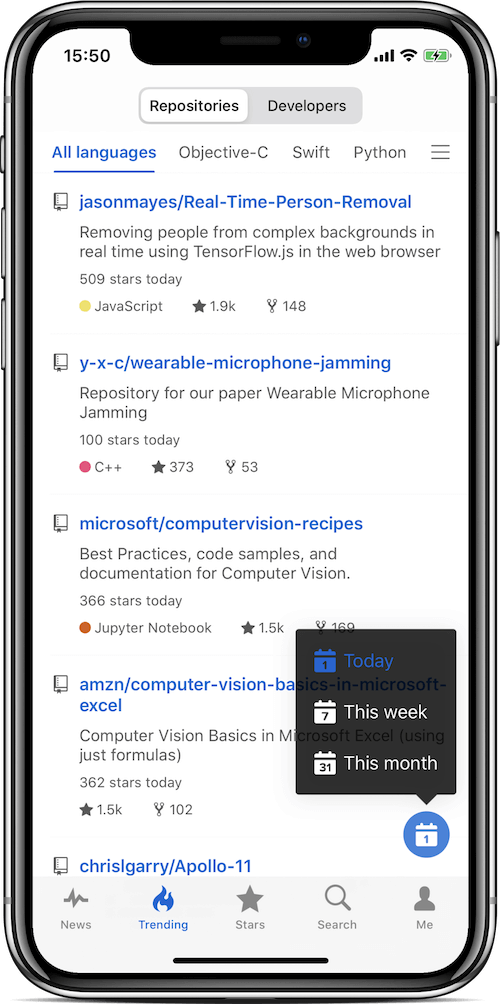 15:50
Repositories Developers
All languages Objective-C Swift Python
jasonmayes/Real-Time-Person-Removal
Removing people from complex backgrounds in
real time using TensorFlow.js in the web browser
509 stars today
JavaScript 1.9k 148
y-x-c/wearable-microphone-jamming
Repository for our paper Wearable Microphone
Jamming
100 stars today
C++ 373 53
microsoft/computervision-recipes
Best Practices, code samples, and
documentation for Computer Vision.
366 stars today
Jupyter Notebook 1.5k 169
amzn/computer-vision-basics-in-microsoft-
excel
Computer Vision Basics in Microsoft Excel (using
just formulas)
362 stars today
1.5k 102
1 Today
7 This week
31 This month
1
chrislgarry/Apollo-11
News Trending Stars Search Me